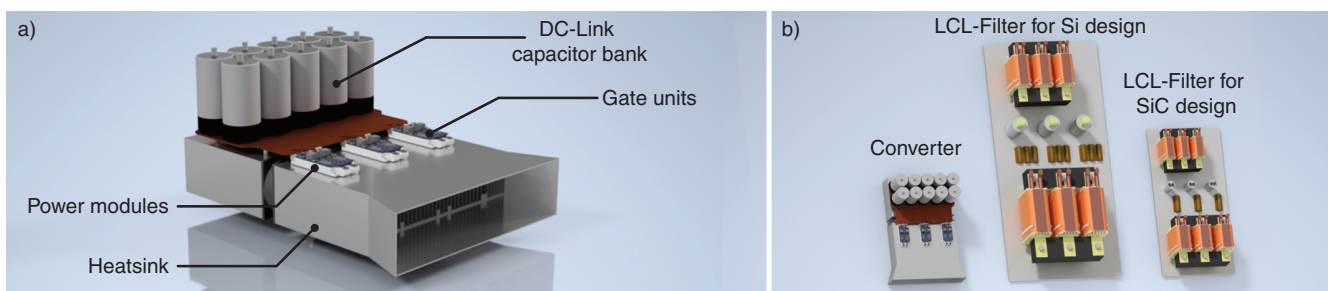 a)
DC-Link
capacitor bank
Gate units
Power modules
Heatsink
b)
LCL-Filter for Si design
LCL-Filter for
SiC design
Converter